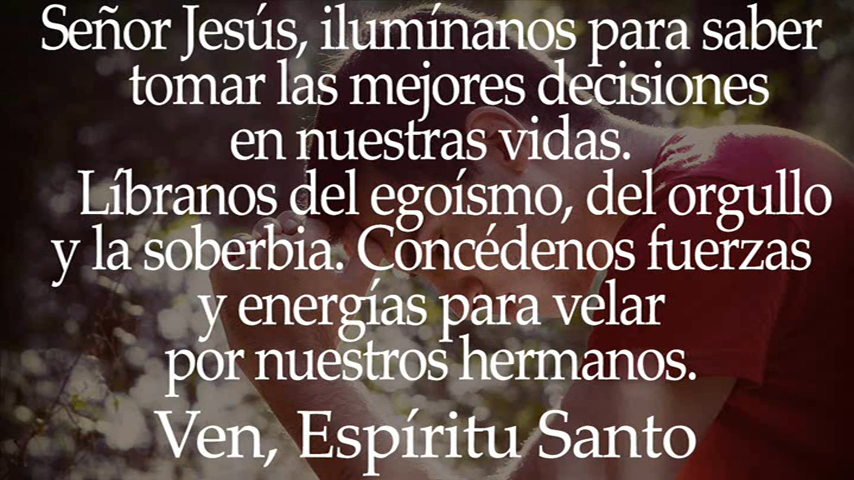 Señor Jesús, ilumínanos para saber
tomar las mejores decisiones
en nuestras vidas.
Líbranos del egoísmo, del orgullo
y la soberbia. Concédenos fuerzas
y energías para velar
por nuestros hermanos.
Ven, Espíritu Santo